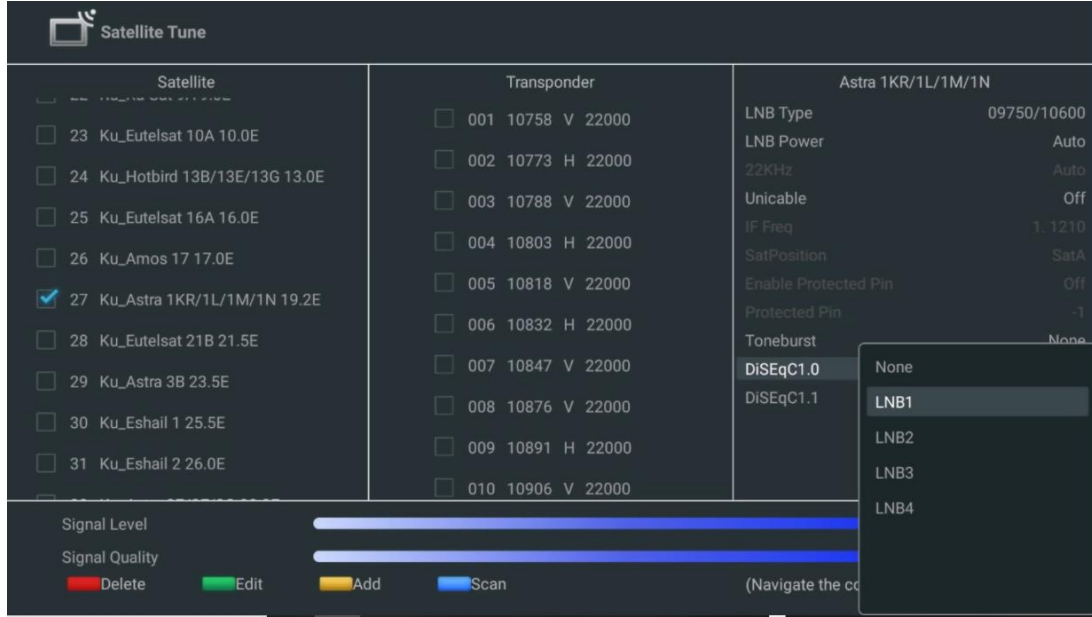 Satellite Tune
Satellite
23 Ku_Eutelsat 10A 10.0E
24 Ku_Hotbird 13B/13E/13G 13.0E
25 Ku_Eutelsat 16A 16.0E
26 Ku_Amos 17 17.0E
27 Ku_Astra 1KR/1L/1M/1N 19.2E
28 Ku_Eutelsat 21B 21.5E
29 Ku_Astra 3B 23.5E
30 Ku_Eshail 1 25.5E
31 Ku_Eshail 2 26.0E
Transponder
001 10758 V 22000
002 10773 H 22000
003 10788 V 22000
004 10803 H 22000
005 10818 V 22000
006 10832 H 22000
007 10847 V 22000
008 10876 V 22000
009 10891 H 22000
010 10906 V 22000
Astra 1KR/1L/1M/1N
LNB Type 09750/10600
LNB Power Auto
22KHz Auto
Unicable Off
IF Freq 1. 1210
SatPosition SatA
Enable Protected Pin Off
Protected Pin -1
Toneburst None
DiSEqC1.0
DiSEqC1.1
None
LNB1
LNB2
LNB3
LNB4
Signal Level
Signal Quality
Delete Edit Add Scan (Navigate the